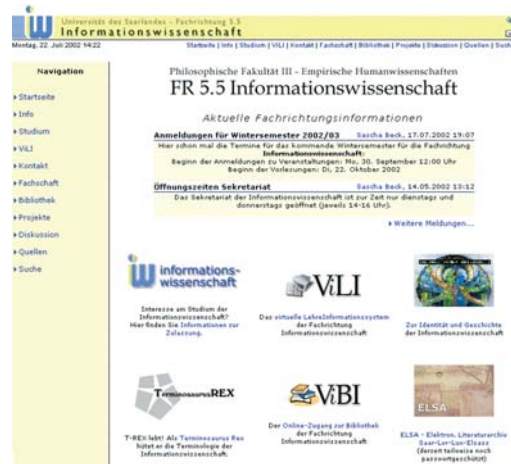 Universität des Saarlandes - Fachrichtung 5.5
Informationswissenschaft
Montag, 22. Juli 2002 14:22
Startseite | Info | Studium | ViLI | Kontakt | Fachschaft | Bibliothek | Projekte | Diskussion | Quellen | Such
Navigation
Startseite
Info
Studium
ViLI
Kontakt
Fachschaft
Bibliothek
Projekte
Diskussion
Quellen
Suche
Philosophische Fakultät III - Empirische Humanwissenschaften
FR 5.5 Informationswissenschaft
Aktuelle Fachrichtungsinformationen
Anmeldungen für Wintersemester 2002/03 Sascha Beck, 17.07.2002 19:07
Hier schon mal die Termine für das kommende Wintersemester für die Fachrichtung
Informationswissenschaft:
Beginn der Anmeldungen zu Veranstaltungen: Mo, 30. September 12:00 Uhr
Beginn der Vorlesungen: Di, 22. Oktober 2002
Öffnungszeiten Sekretariat Sascha Beck, 14.05.2002 13:12
Das Sekretariat der Informationswissenschaft ist zur Zeit nur dienstags und
donnerstags geöffnet (jeweils 14-16 Uhr).
Weitere Meldungen...
informations-
wissenschaft
Interesse am Studium der
Informationswissenschaft?
Hier finden Sie Informationen zur
Zulassung.
ViLI
Das virtuelle LehreInformationssystem
der Fachrichtung
Informationswissenschaft
Zur Identität und Geschichte
der Informationswissenschaft
TerminosaurusREX
T-REX lebt! Als Terminosaurus Rex
hütet er die Terminologie der
Informationswissenschaft.
ViBI
Der Online-Zugang zur Bibliothek
der Fachrichtung
Informationswissenschaft
ELSA
ELSA - Elektron. Literaturarchiv
Saar-Lor-Lux-Elsass
(derzeit teilweise noch
passwortgeschützt)